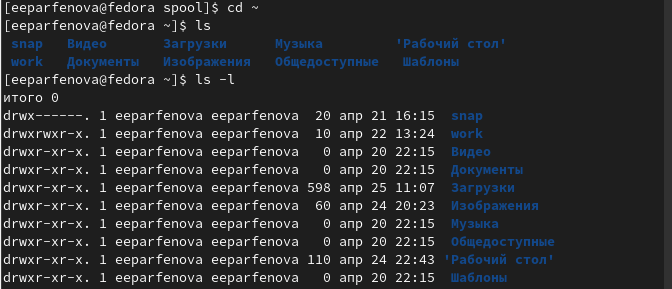 [eeparfenova@fedora spool]$ cd ~
[eeparfenova@fedora ~]$ ls
snap Видео Загрузки Музыка 'Рабочий стол'
work Документы Изображения Общедоступные Шаблоны
[eeparfenova@fedora ~]$ ls -l
итого 0
drwx------. 1 eeparfenova eeparfenova 20 апр 21 16:15 snap
drwxrwxr-x. 1 eeparfenova eeparfenova 10 апр 22 13:24 work
drwxr-xr-x. 1 eeparfenova eeparfenova 0 апр 20 22:15 Видео
drwxr-xr-x. 1 eeparfenova eeparfenova 0 апр 20 22:15 Документы
drwxr-xr-x. 1 eeparfenova eeparfenova 598 апр 25 11:07 Загрузки
drwxr-xr-x. 1 eeparfenova eeparfenova 60 апр 24 20:23 Изображения
drwxr-xr-x. 1 eeparfenova eeparfenova 0 апр 20 22:15 Музыка
drwxr-xr-x. 1 eeparfenova eeparfenova 0 апр 20 22:15 Общедоступные
drwxr-xr-x. 1 eeparfenova eeparfenova 110 апр 24 22:43 'Рабочий стол'
drwxr-xr-x. 1 eeparfenova eeparfenova 0 апр 20 22:15 Шаблоны